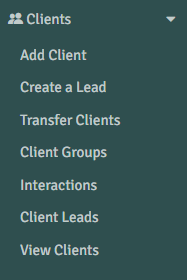 Clients
Add Client
Create a Lead
Transfer Clients
Client Groups
Interactions
Client Leads
View Clients